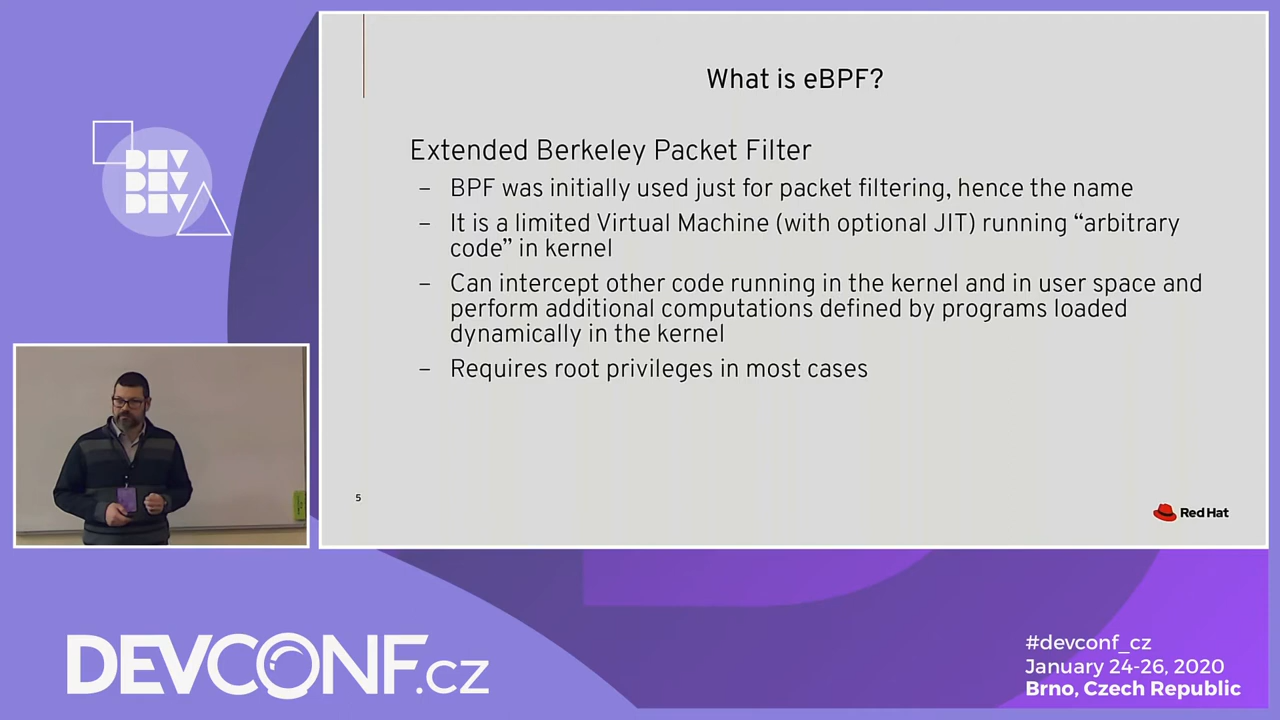 What is eBPF?
Extended Berkeley Packet Filter
– BPF was initially used just for packet filtering, hence the name
– It is a limited Virtual Machine (with optional JIT) running “arbitrary
code” in kernel
– Can intercept other code running in the kernel and in user space and
perform additional computations defined by programs loaded
dynamically in the kernel
– Requires root privileges in most cases
5
Red Hat
DEV
DEV
DEV
DEVCONF.cz
#devconf_cz
January 24-26, 2020
Brno, Czech Republic